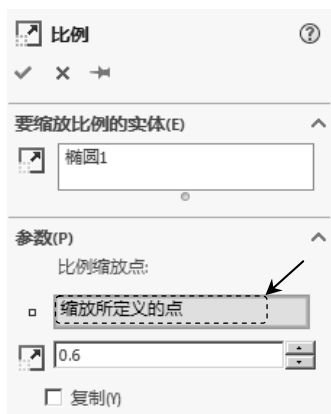 比例
要缩放比例的实体(E)
椭圆1
参数(P)
比例缩放点:
缩放所定义的点
0.6
复制(Y)